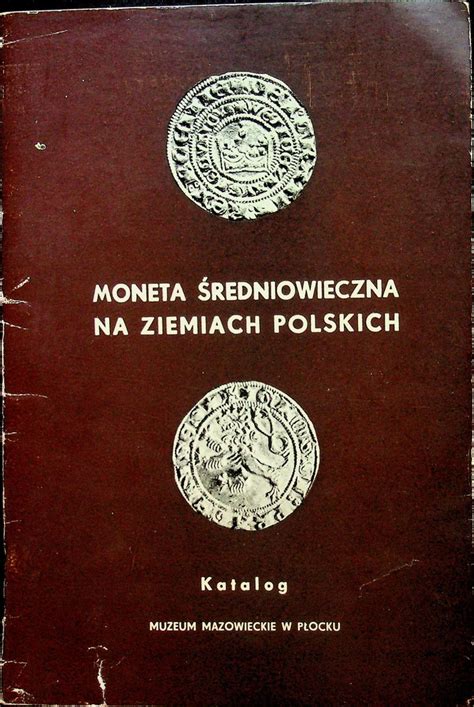 MONETA ŚREDNIOWIECZNA
NA ZIEMIACH POLSKICH
Katalog
MUZEUM MAZOWIECKIE W PŁOCKU